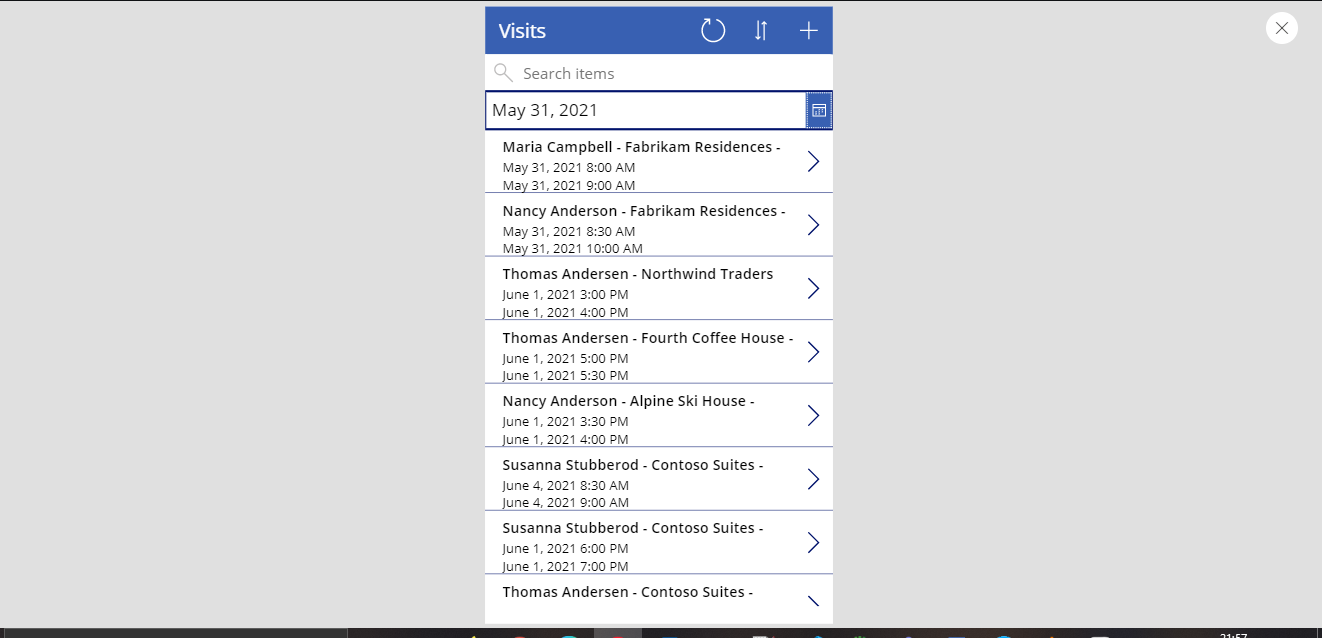 Visits
Search items
May 31, 2021
Maria Campbell - Fabrikam Residences -
May 31, 2021 8:00 AM
May 31, 2021 9:00 AM
Nancy Anderson - Fabrikam Residences -
May 31, 2021 8:30 AM
May 31, 2021 10:00 AM
Thomas Andersen - Northwind Traders
June 1, 2021 3:00 PM
June 1, 2021 4:00 PM
Thomas Andersen - Fourth Coffee House -
June 1, 2021 5:00 PM
June 1, 2021 5:30 PM
Nancy Anderson - Alpine Ski House -
June 1, 2021 3:30 PM
June 1, 2021 4:00 PM
Susanna Stubberod - Contoso Suites -
June 4, 2021 8:30 AM
June 4, 2021 9:00 AM
Susanna Stubberod - Contoso Suites -
June 1, 2021 6:00 PM
June 1, 2021 7:00 PM
Thomas Andersen - Contoso Suites -
21:57